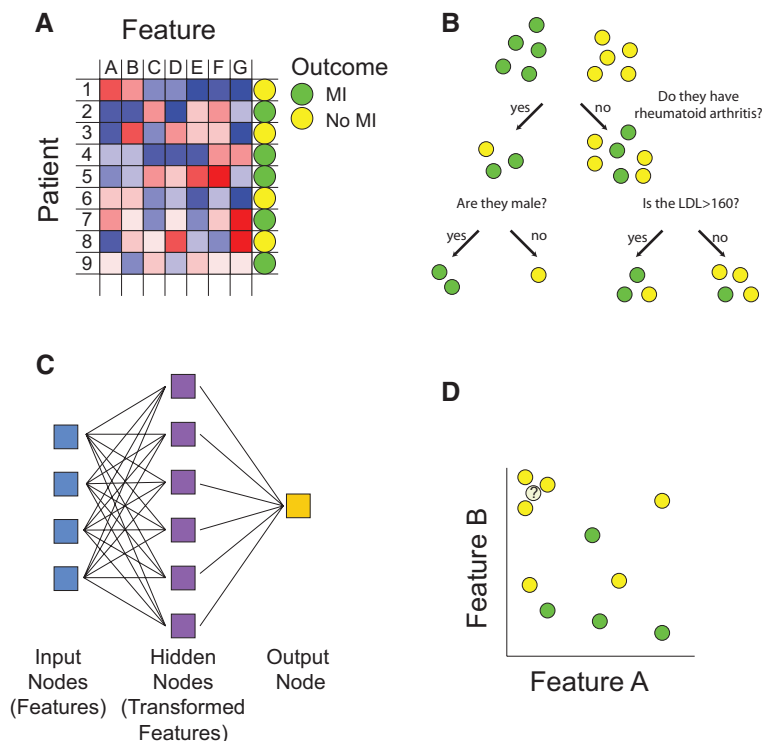 A
Feature
A B C D E F G
Outcome
MI
No MI
Patient
1
2
3
4
5
6
7
8
9
B
yes
no
Do they have
rheumatoid arthritis?
Are they male?
Is the LDL>160?
yes
no
yes
no
C
Input
Nodes
(Features)
Hidden
Nodes
(Transformed
Features)
Output
Node
D
?
Feature B
Feature A